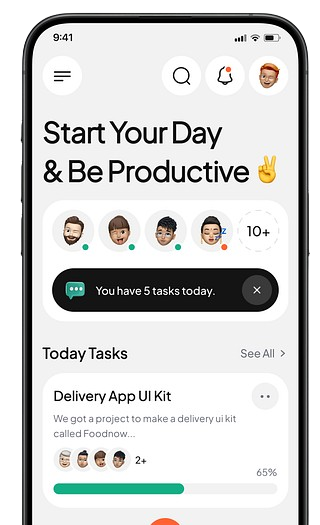 9:41
Start Your Day
& Be Productive ✌️
z
10+
You have 5 tasks today.
Today Tasks
See All
Delivery App UI Kit
We got a project to make a delivery ui kit
called Foodnow...
2+
65%